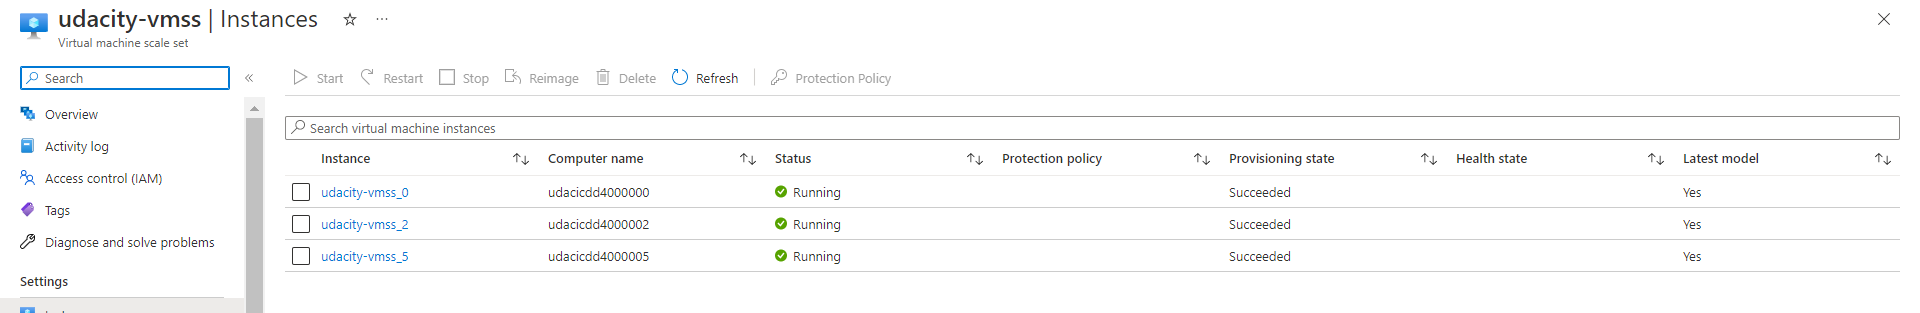 udacity-vmss | Instances
Virtual machine scale set
Search
Start Restart Stop Reimage Delete Refresh Protection Policy
Overview
Activity log
Access control (IAM)
Tags
Diagnose and solve problems
Settings
Search virtual machine instances
Instance Computer name Status Protection policy Provisioning state Health state Latest model
udacity-vmss_0 udacicdd4000000 Running Succeeded Yes
udacity-vmss_2 udacicdd4000002 Running Succeeded Yes
udacity-vmss_5 udacicdd4000005 Running Succeeded Yes